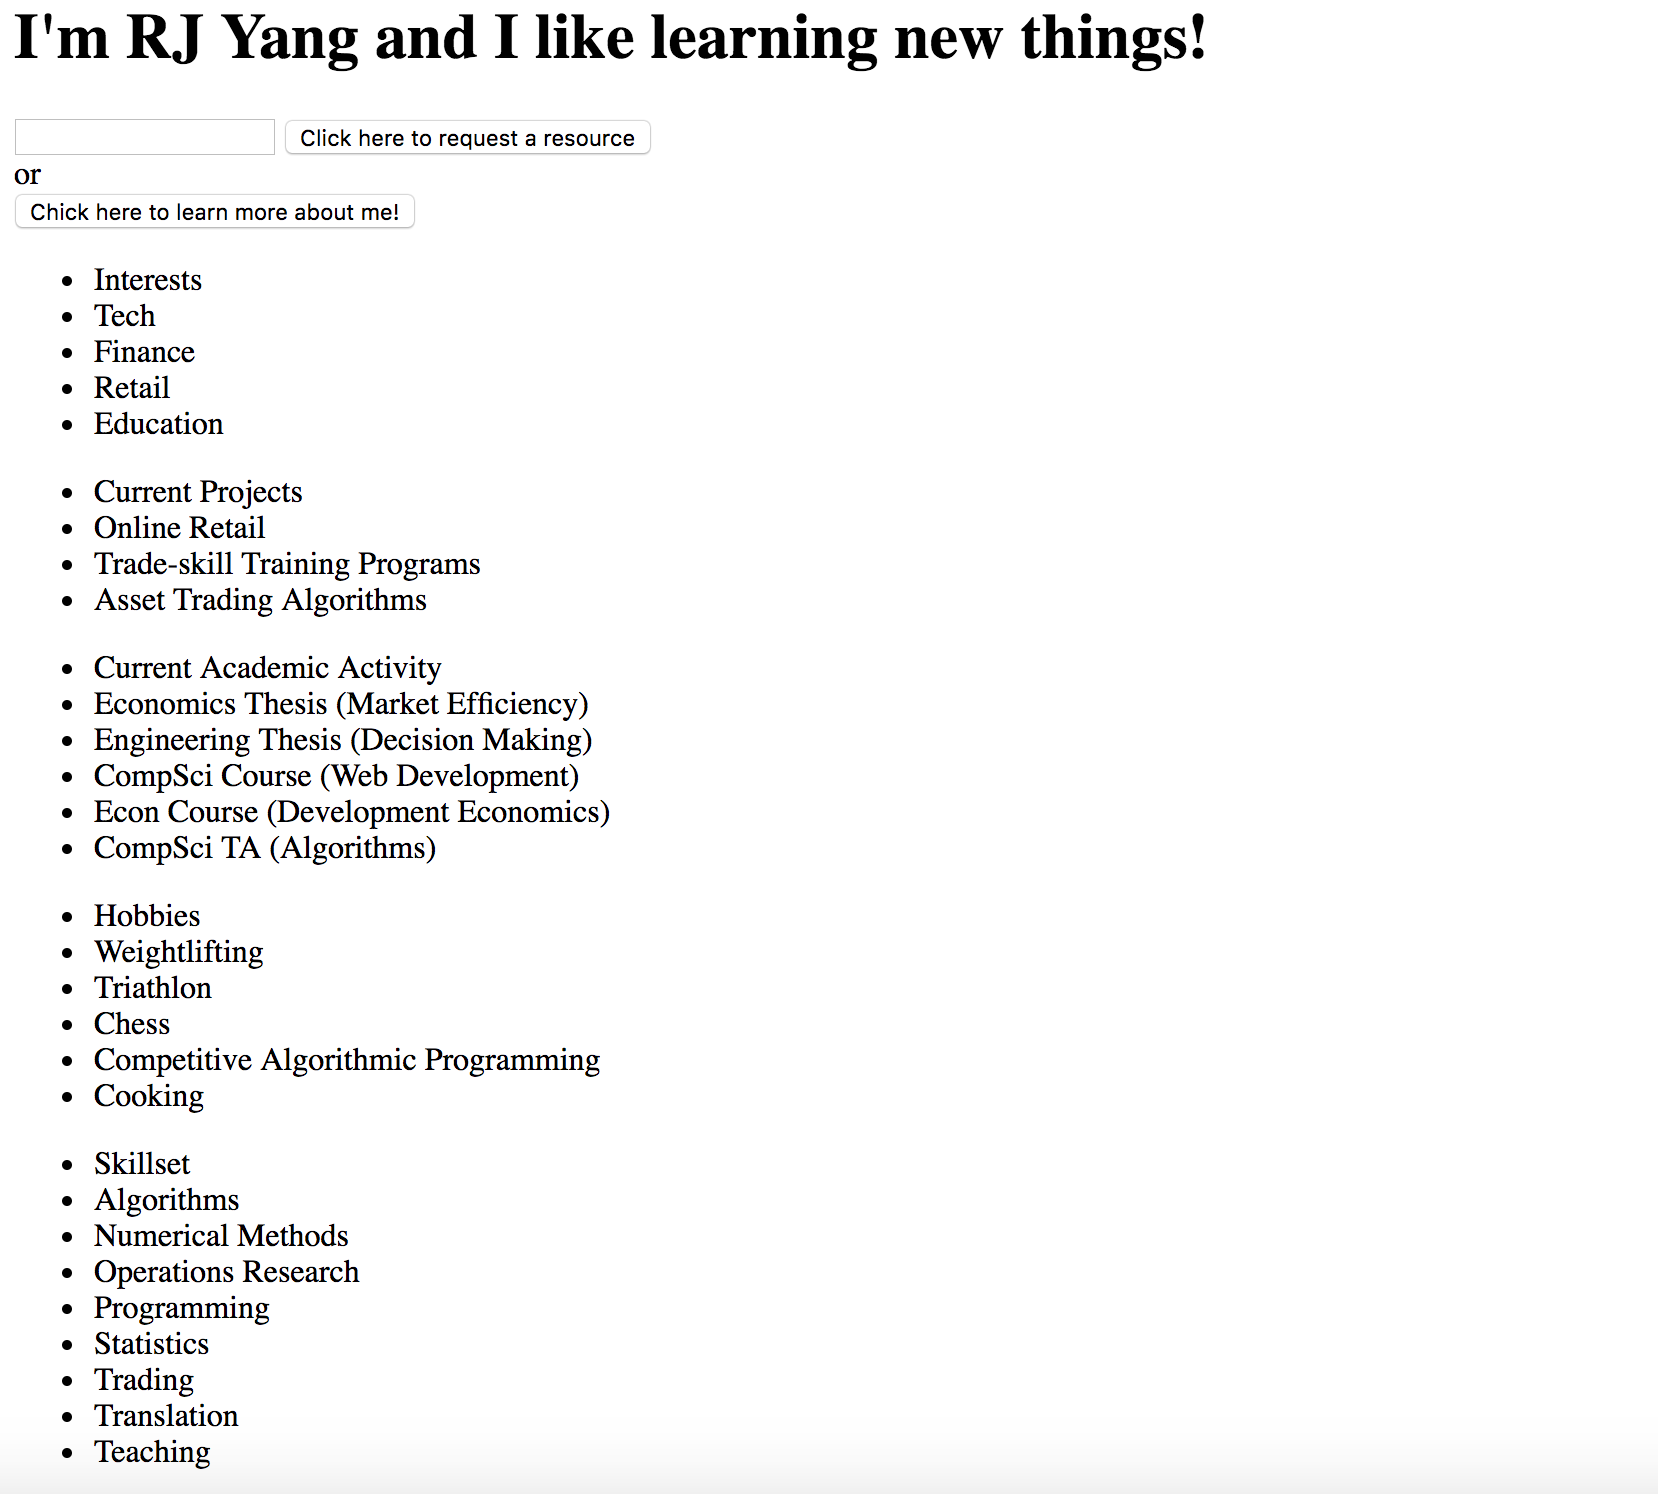 I'm RJ Yang and I like learning new things!
Click here to request a resource
or
Chick here to learn more about me!
Interests
Tech
Finance
Retail
Education
Current Projects
Online Retail
Trade-skill Training Programs
Asset Trading Algorithms
Current Academic Activity
Economics Thesis (Market Efficiency)
Engineering Thesis (Decision Making)
CompSci Course (Web Development)
Econ Course (Development Economics)
CompSci TA (Algorithms)
Hobbies
Weightlifting
Triathlon
Chess
Competitive Algorithmic Programming
Cooking
Skillset
Algorithms
Numerical Methods
Operations Research
Programming
Statistics
Trading
Translation
Teaching